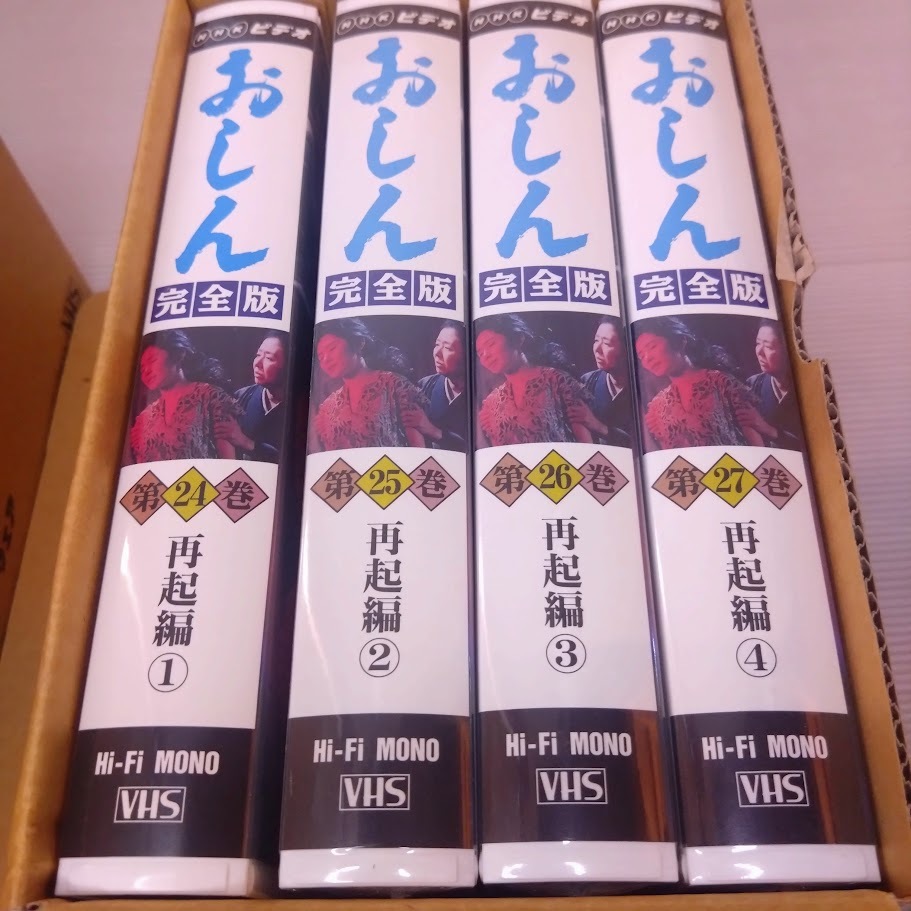 NHKビデオ
おしん
完全版
第24巻
再起編①
Hi-Fi MONO
VHS
NHKビデオ
おしん
完全版
第25巻
再起編②
Hi-Fi MONO
VHS
NHKビデオ
おしん
完全版
第26巻
再起編③
Hi-Fi MONO
VHS
NHKビデオ
おしん
完全版
第27巻
再起編④
Hi-Fi MONO
VHS
VHS